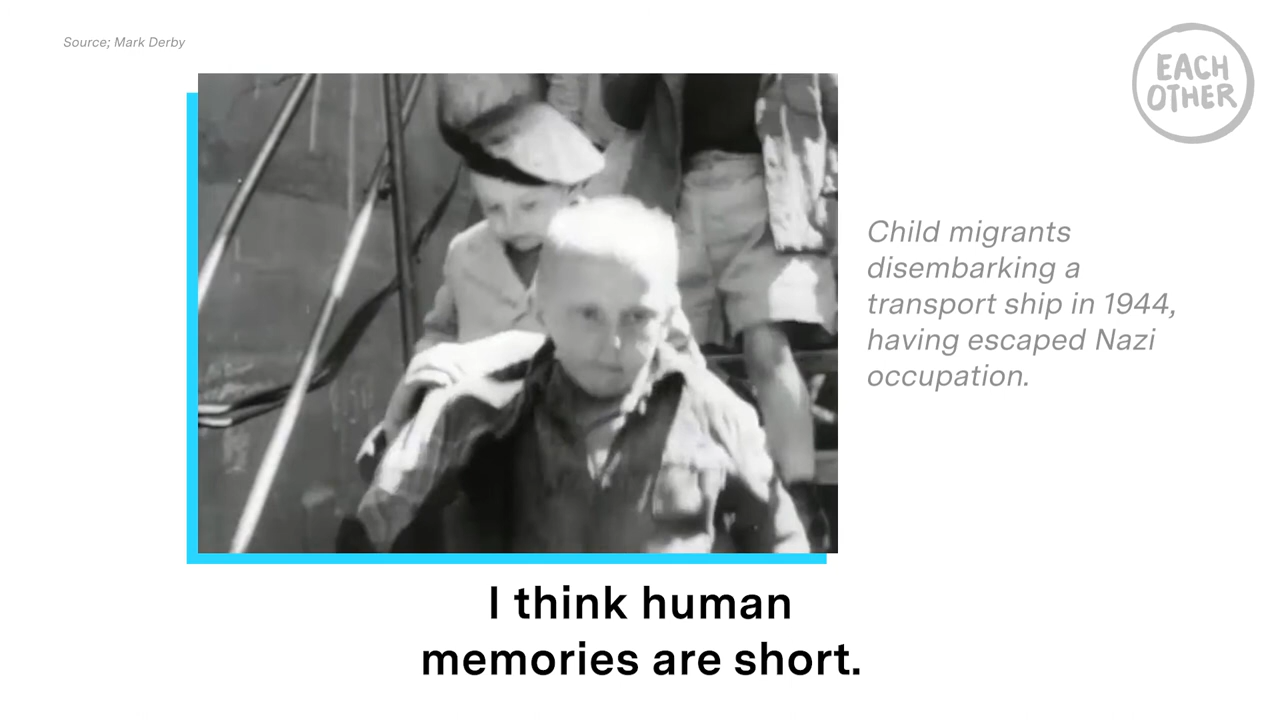 Source; Mark Derby
EACH
OTHER
Child migrants
disembarking a
transport ship in 1944,
having escaped Nazi
occupation.
I think human
memories are short.